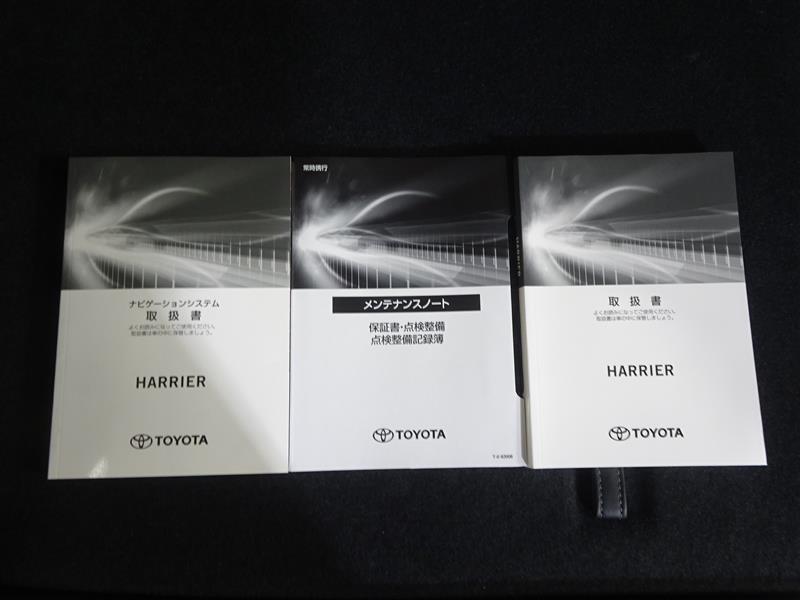 ナビゲーションシステム
取扱書
よくお読みになってご使用ください。
取扱書は車の中に保管しましょう。
HARRIER
TOYOTA
常時携行
メンテナンスノート
保証書・点検整備
点検整備記録簿
TOYOTA
HARRIER
取扱書
よくお読みになってご使用ください。
取扱書は車の中に保管しましょう。
HARRIER
TOYOTA